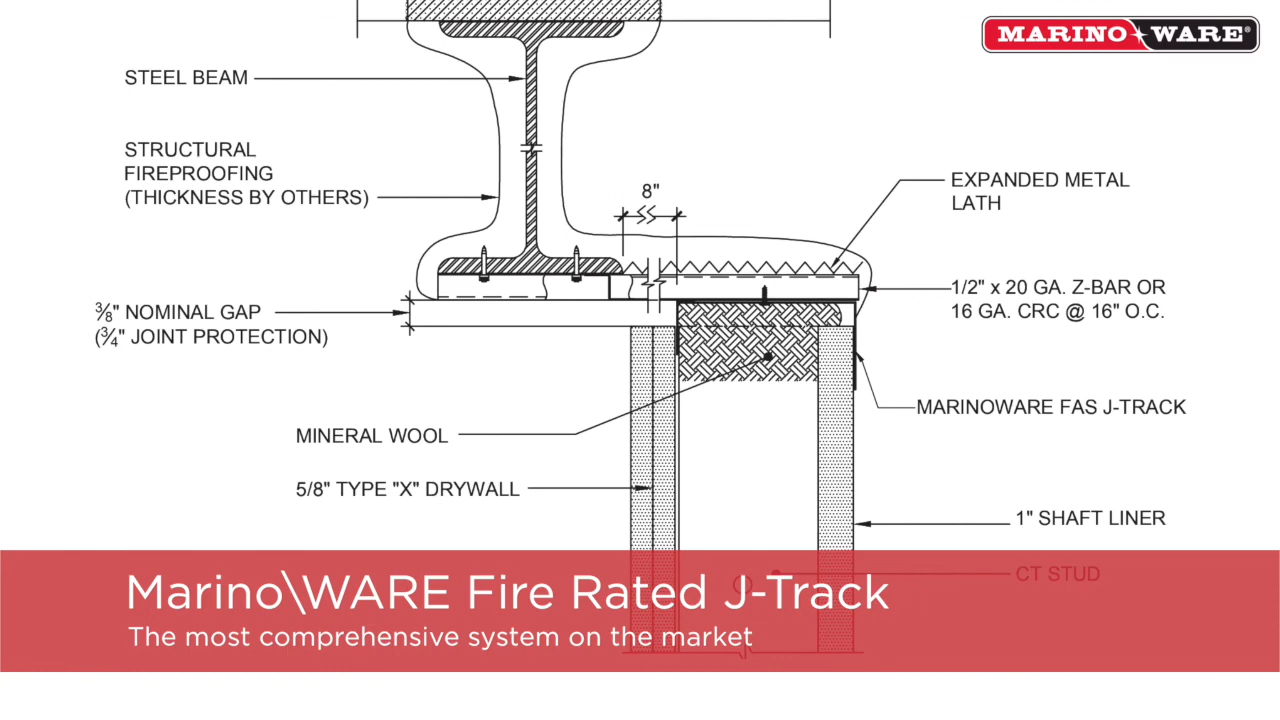 MARINO WARE®
STEEL BEAM
STRUCTURAL
FIREPROOFING
(THICKNESS BY OTHERS)
8"
EXPANDED METAL
LATH
1/2" x 20 GA. Z-BAR OR
16 GA. CRC @ 16" O.C.
⅜" NOMINAL GAP
(¾" JOINT PROTECTION)
MARINOWARE FAS J-TRACK
MINERAL WOOL
5/8" TYPE "X" DRYWALL
1" SHAFT LINER
CT STUD
Marino\WARE Fire Rated J-Track
The most comprehensive system on the market